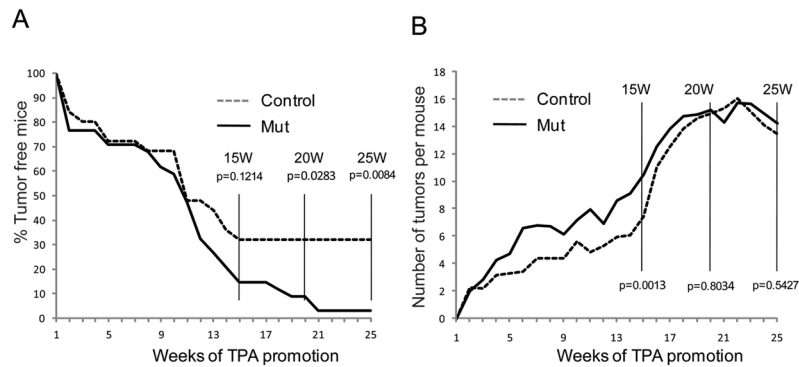 A
% Tumor free mice
100
90
80
70
60
50
40
30
20
10
0
Control
Mut
15W
20W
25W
p=0.1214
p=0.0283
p=0.0084
1
5
9
13
17
21
25
Weeks of TPA promotion
B
Number of tumors per mouse
18
16
14
12
10
8
6
4
2
0
Control
Mut
15W
20W
25W
p=0.0013
p=0.8034
p=0.5427
1
5
9
13
17
21
25
Weeks of TPA promotion